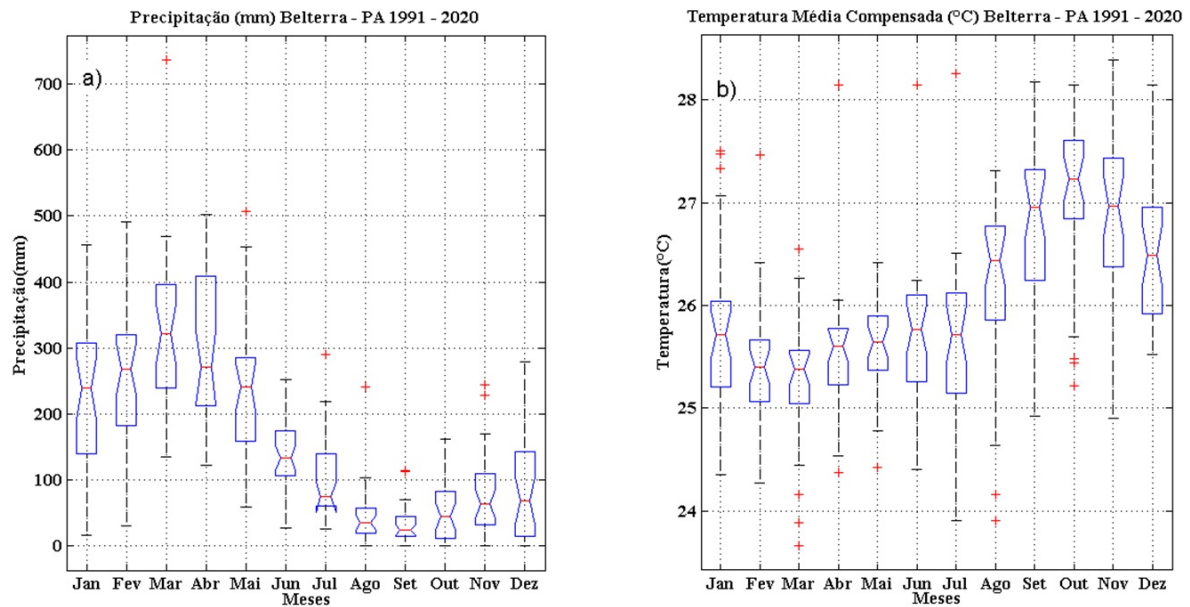 Precipitação (mm) Belterra - PA 1991 - 2020
a)
700
600
500
400
300
200
100
0
Precipitação(mm)
Jan Fev Mar Abr Mai Jun Jul Ago Set Out Nov Dez
Meses
Temperatura Média Compensada (°C) Belterra - PA 1991 - 2020
b)
28
27
26
25
24
Temperatura(°C)
Jan Fev Mar Abr Mai Jun Jul Ago Set Out Nov Dez
Meses